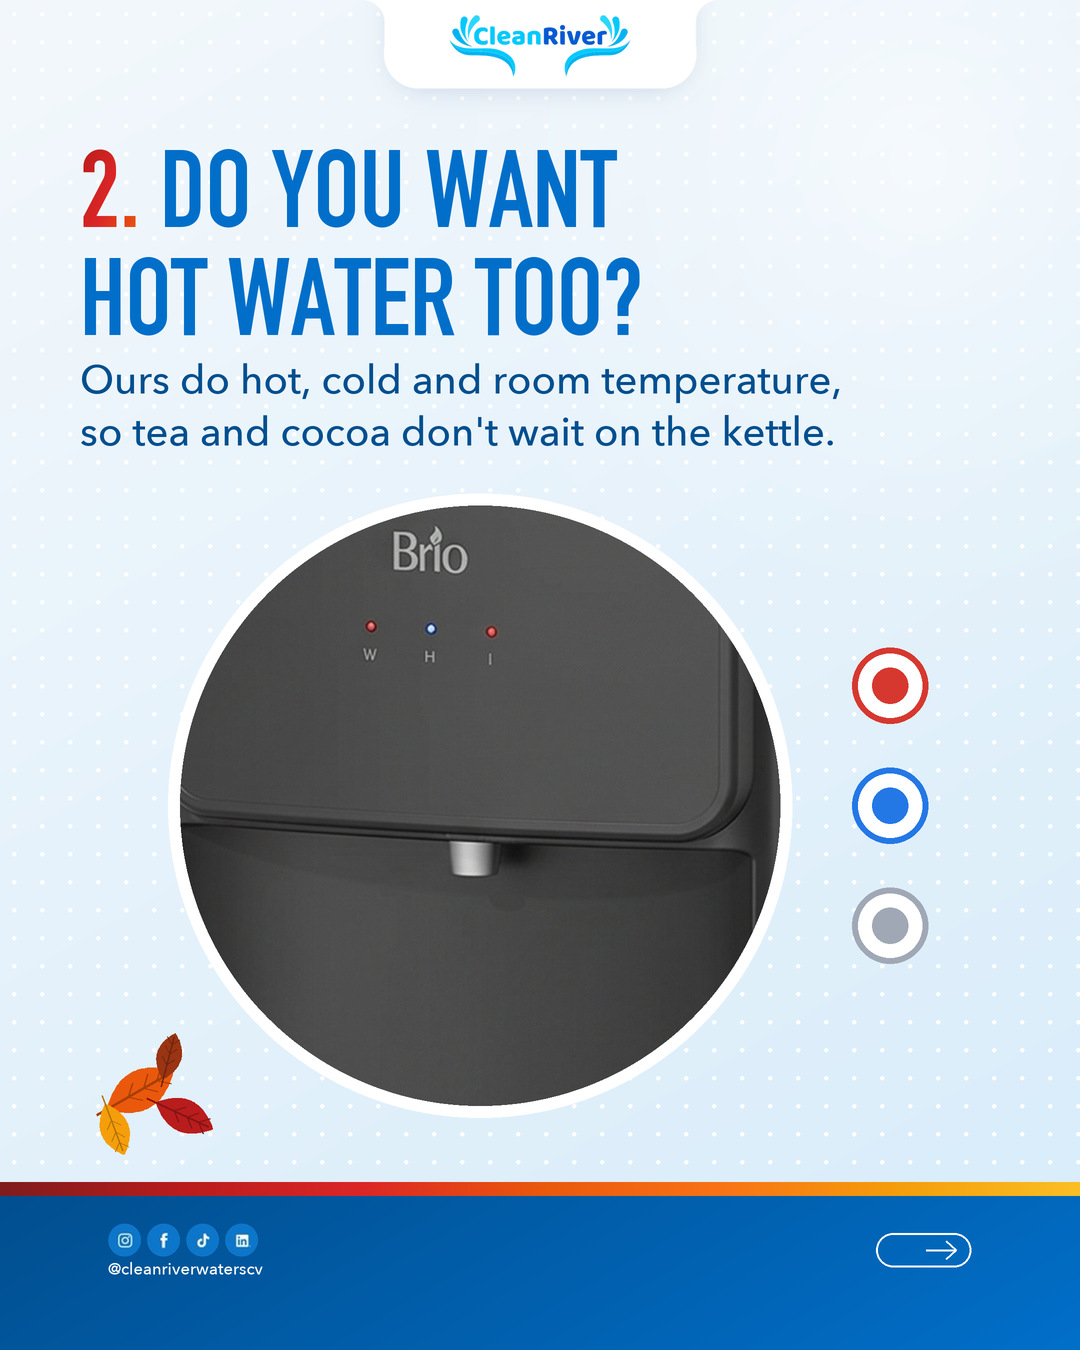 CleanRiver
2. DO YOU WANT
HOT WATER TOO?
Ours do hot, cold and room temperature,
so tea and cocoa don't wait on the kettle.
Brio
W H I
@cleanriverwaterscv